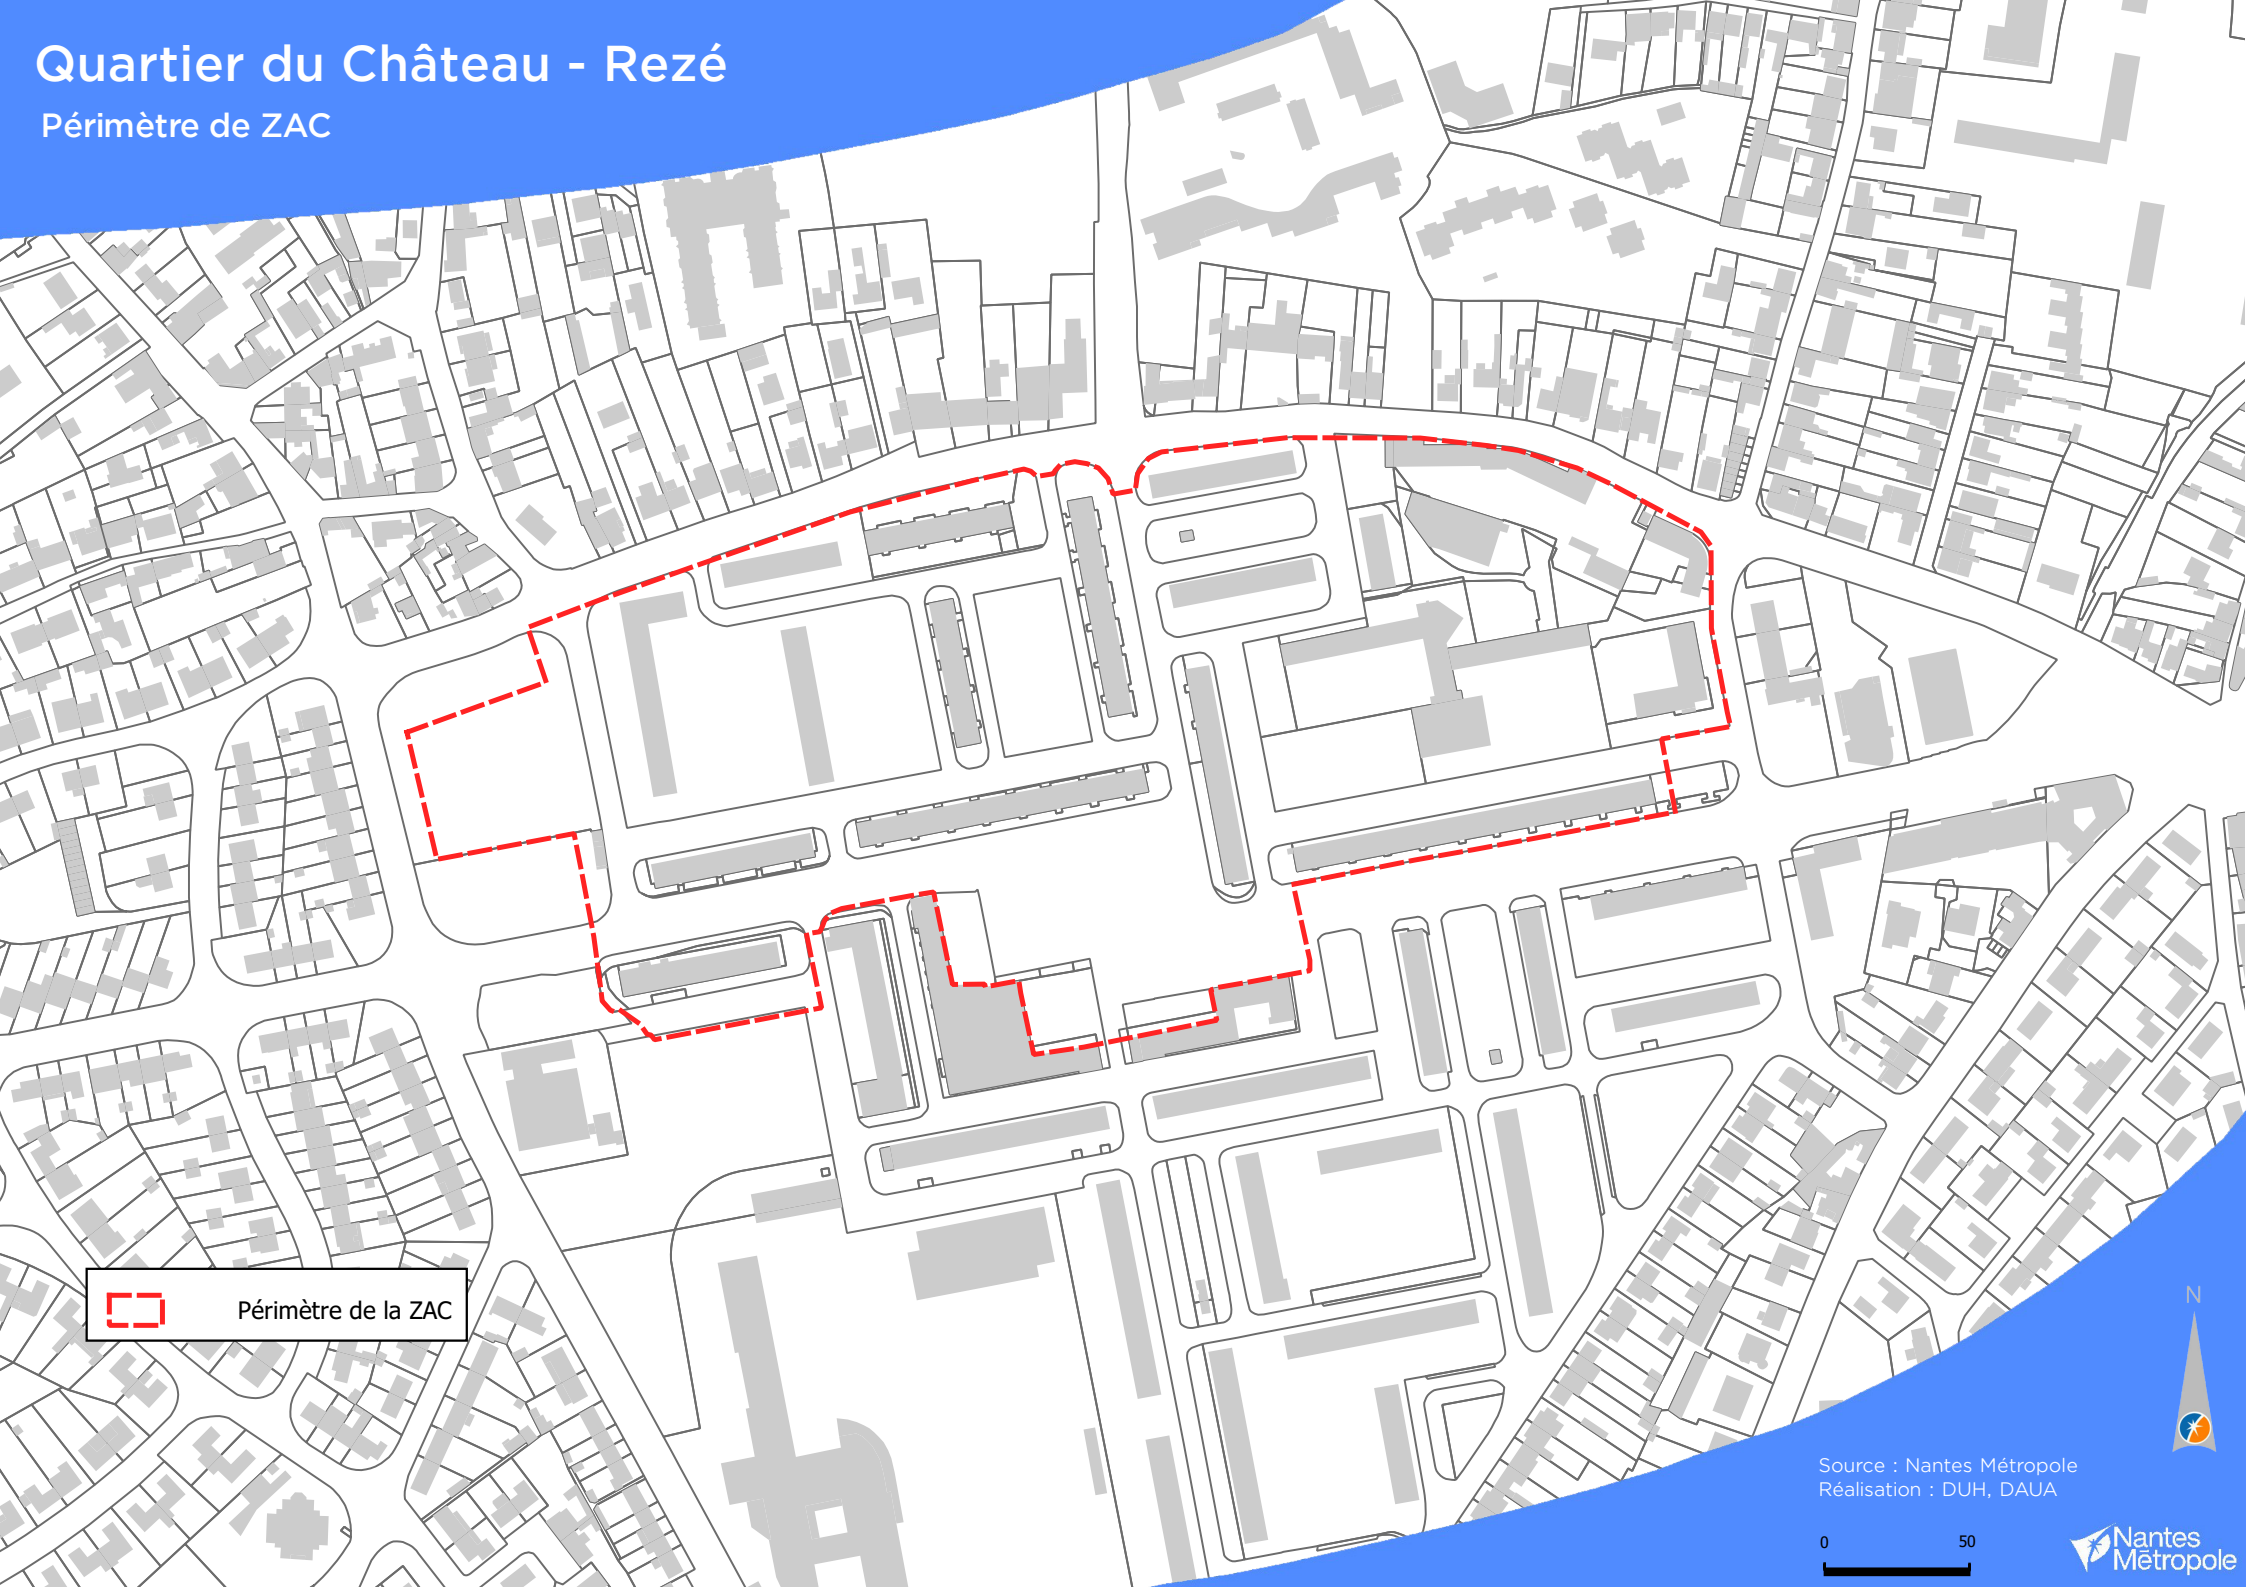 Quartier du Château - Rezé
Périmètre de ZAC
Périmètre de la ZAC
N
Source : Nantes Métropole
Réalisation : DUH, DAUA
0 50
Nantes
Métropole